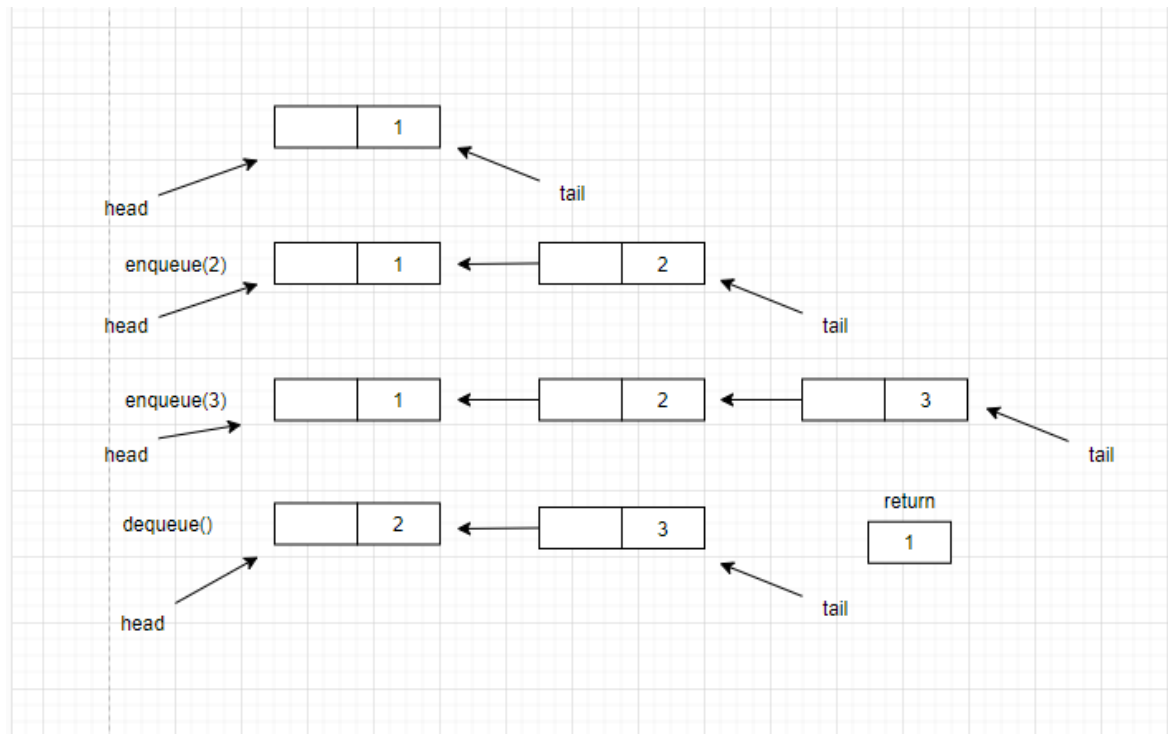 1
head
tail
enqueue(2)
1
2
head
tail
enqueue(3)
1
2
3
head
tail
dequeue()
2
3
return
1
head
tail